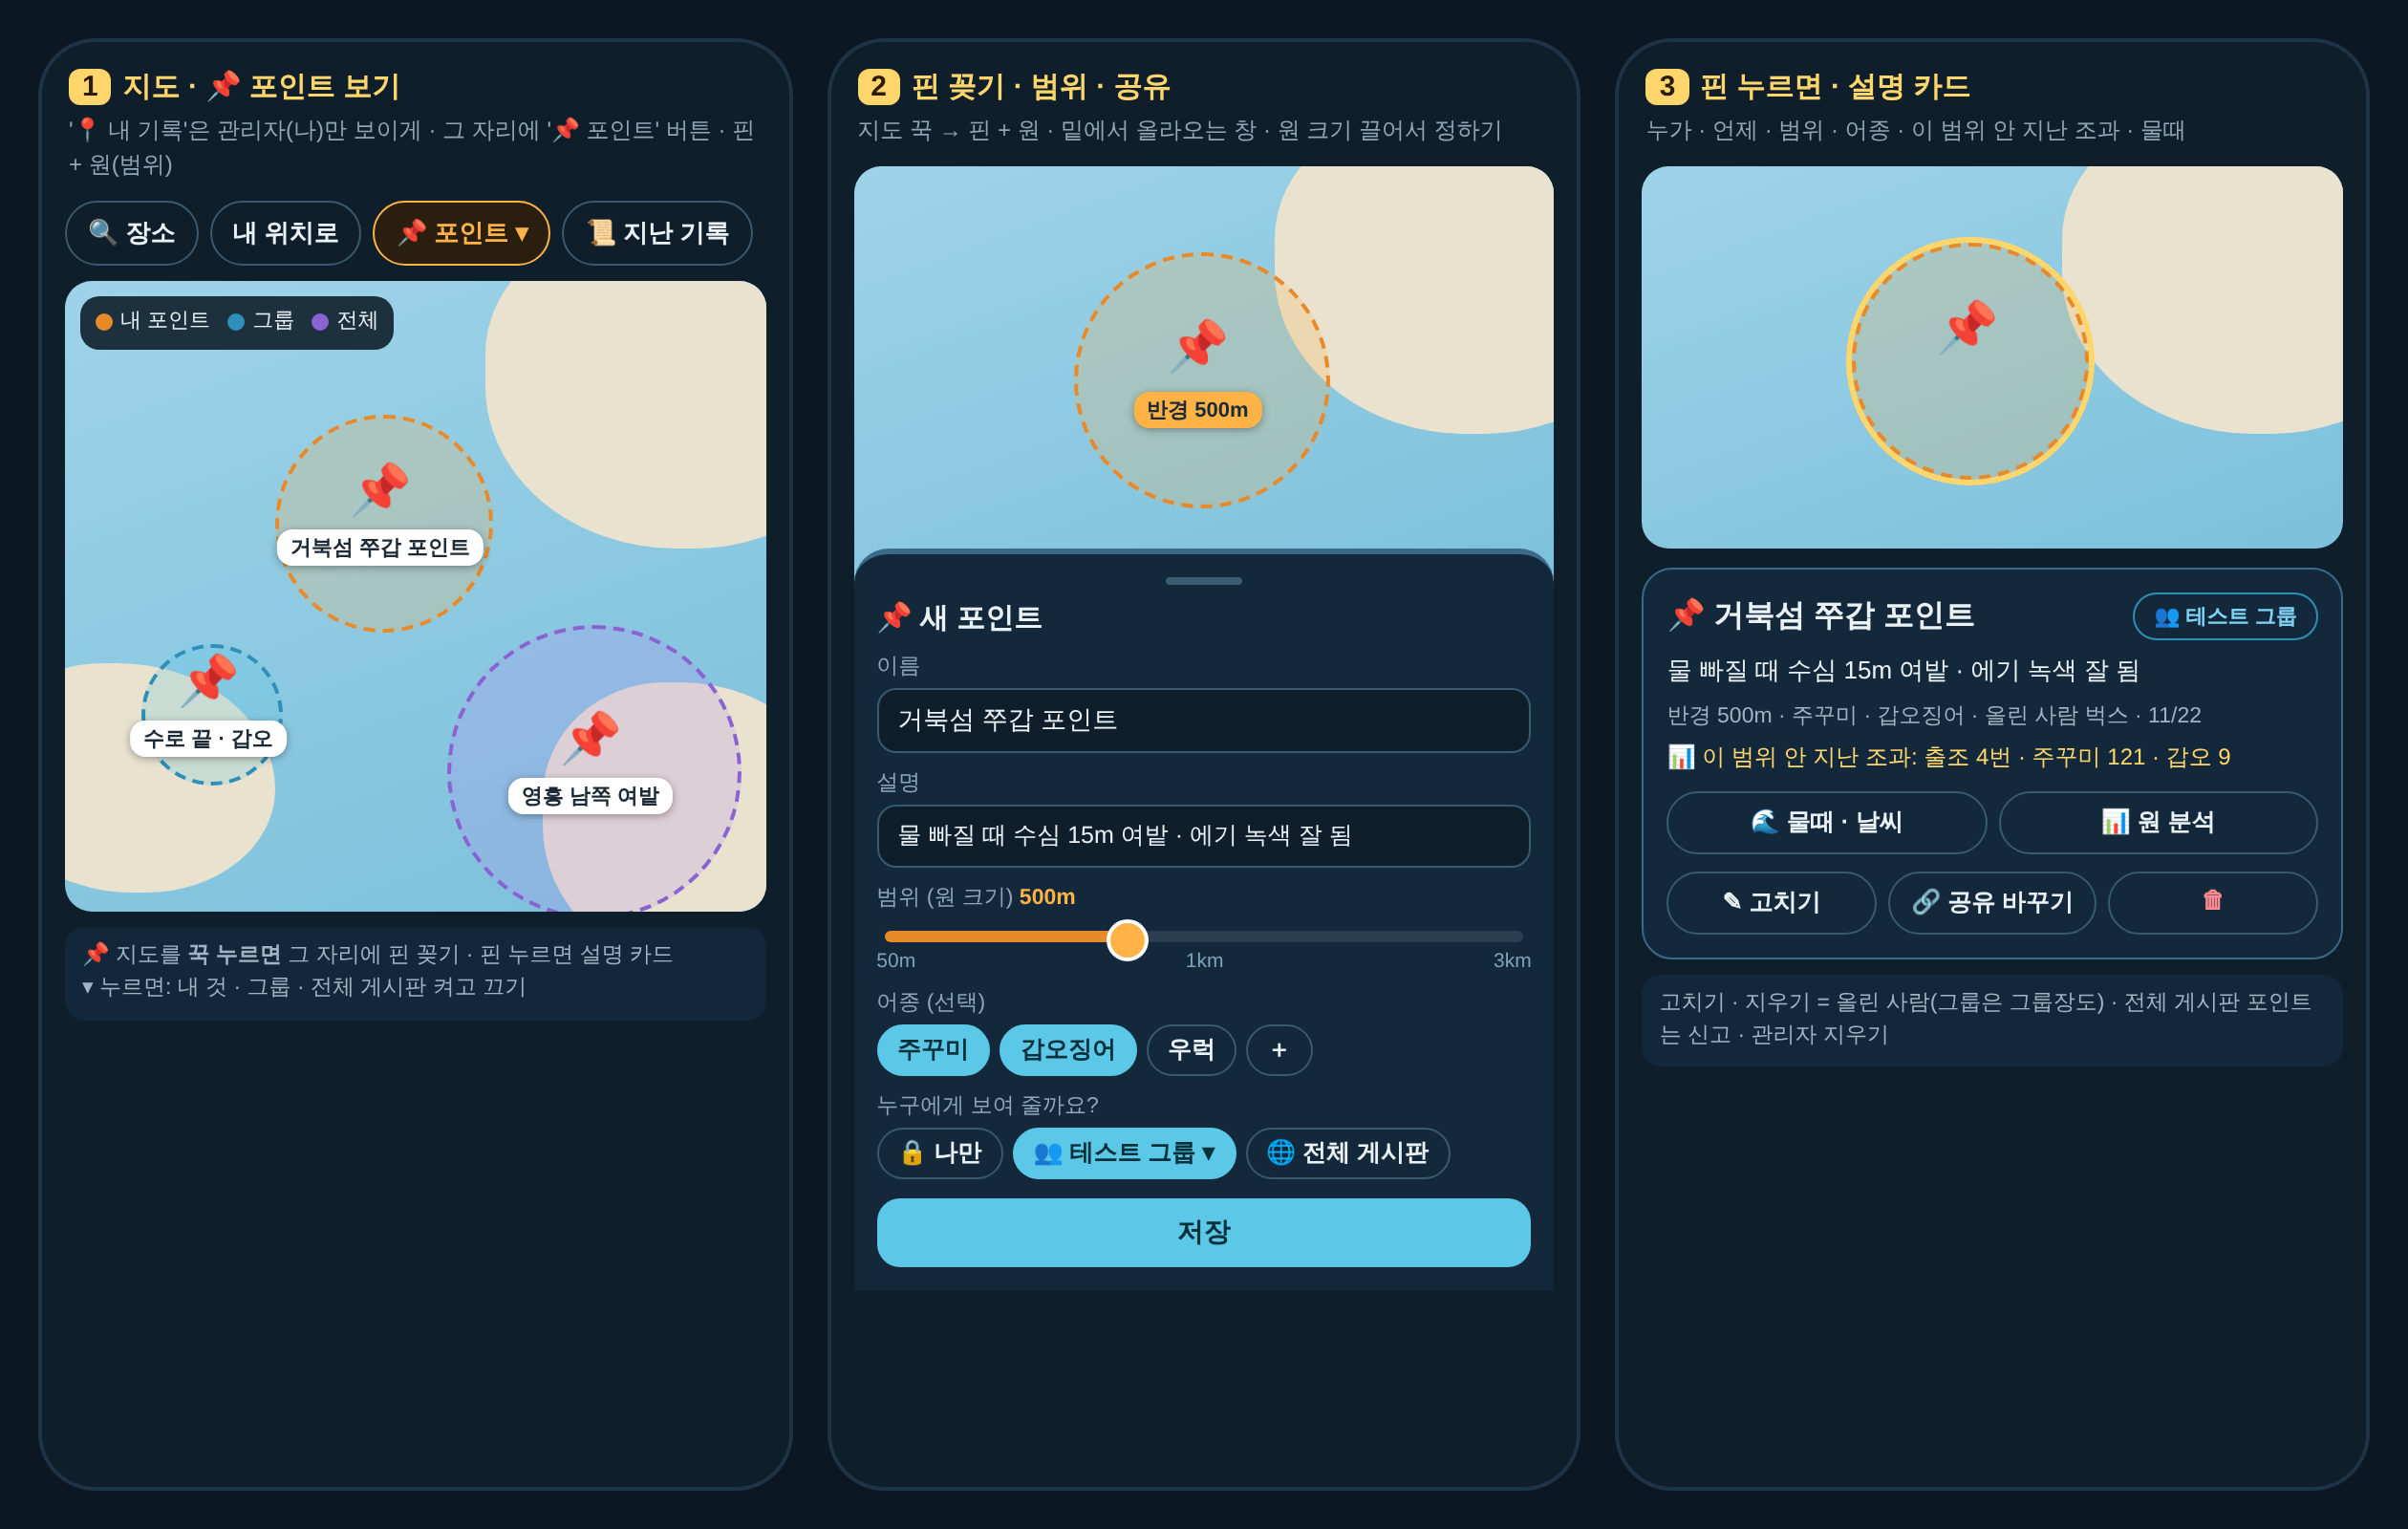 1 지도 · 📌 포인트 보기
'📍 내 기록'은 관리자(나)만 보이게 · 그 자리에 '📌 포인트' 버튼 · 핀
+ 원(범위)
🔍 장소 내 위치로 📌 포인트 ▾ 📜 지난 기록
내 포인트 그룹 전체
거북섬 쭈갑 포인트
수로 끝 · 갑오
영흥 남쪽 여밭
📌 지도를 꾹 누르면 그 자리에 핀 꽂기 · 핀 누르면 설명 카드
▾ 누르면: 내 것 · 그룹 · 전체 게시판 켜고 끄기
2 핀 꽂기 · 범위 · 공유
지도 꾹 → 핀 + 원 · 밑에서 올라오는 창 · 원 크기 끌어서 정하기
반경 500m
📌 새 포인트
이름
거북섬 쭈갑 포인트
설명
물 빠질 때 수심 15m 여밭 · 에기 녹색 잘 됨
범위 (원 크기) 500m
50m 1km 3km
어종 (선택)
주꾸미 갑오징어 우럭 +
누구에게 보여 줄까요?
🔒 나만 👥 테스트 그룹 ▾ 🌐 전체 게시판
저장
3 핀 누르면 · 설명 카드
누가 · 언제 · 범위 · 어종 · 이 범위 안 지난 조과 · 물때
📌 거북섬 쭈갑 포인트 👥 테스트 그룹
물 빠질 때 수심 15m 여밭 · 에기 녹색 잘 됨
반경 500m · 주꾸미 · 갑오징어 · 올린 사람 벅스 · 11/22
📊 이 범위 안 지난 조과: 출조 4번 · 주꾸미 121 · 갑오 9
🌊 물때 · 날씨 📊 원 분석
✎ 고치기 🔗 공유 바꾸기 🗑
고치기 · 지우기 = 올린 사람(그룹은 그룹장도) · 전체 게시판 포인트
는 신고 · 관리자 지우기